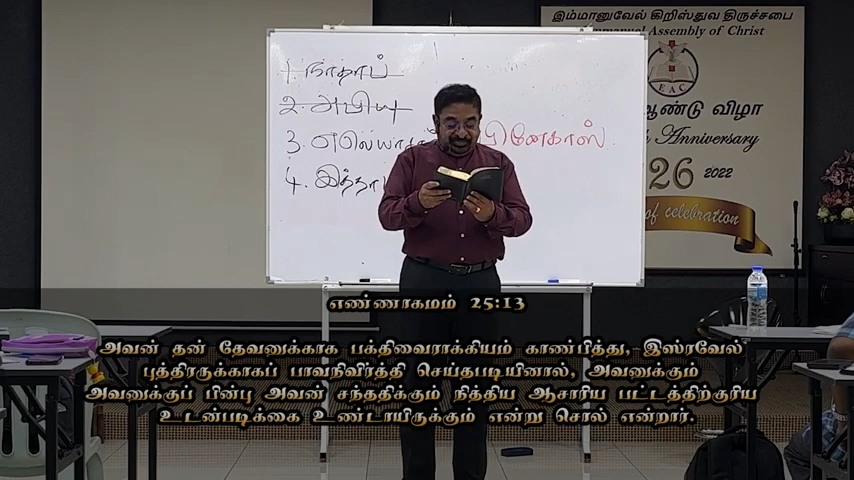 இம்மானுவேல் கிறிஸ்துவ திருச்சபை
Emmanuel Assembly of Christ
EAC
ஆண்டு விழா
Anniversary
26 2022
of celebration
1. நாதாப்
2. அபியு
3. எலெயாசார் பினேகாஸ்
4.
எண்ணாகமம் 25:13
அவன் தன் தேவனுக்காக பக்திவைராக்கியம் காண்பித்து, இஸ்ரவேல்
புத்திரருக்காகப் பாவநிவிர்த்தி செய்தபடியினால், அவனுக்கும்
அவனுக்குப் பின்பு அவன் சந்ததிக்கும் நித்திய ஆசாரிய பட்டத்திற்குரிய
உடன்படிக்கை உண்டாயிருக்கும் என்று சொல் என்றார்.